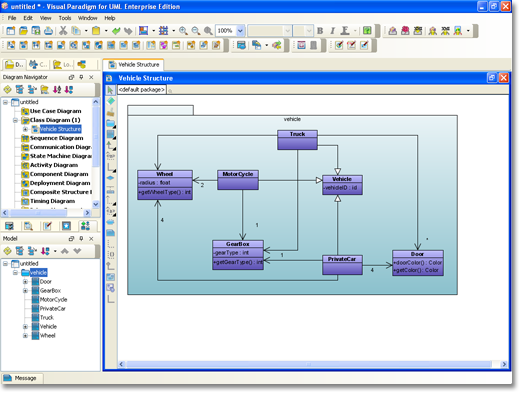 untitled * - Visual Paradigm for UML Enterprise Edition
File Edit View Tools Window Help
100%
D...
C...
Lo...
Diagram Navigator
untitled
Use Case Diagram
Class Diagram (1)
Vehicle Structure
Sequence Diagram
Communication Diagra
State Machine Diagram
Activity Diagram
Component Diagram
Deployment Diagram
Composite Structure
Timing Diagram
Model
untitled
vehicle
Door
GearBox
MotorCycle
PrivateCar
Truck
Vehicle
Wheel
Message
Vehicle Structure
Vehicle Structure
<default package>
vehicle
Truck
Wheel
-radius : float
+getWheelType() : int
2
MotorCycle
Vehicle
-vehicleID : id
4
1
*
GearBox
-gearType : int
+getGearType() : int
1
PrivateCar
4
Door
+doorColor() : Color
+getColor() : Color